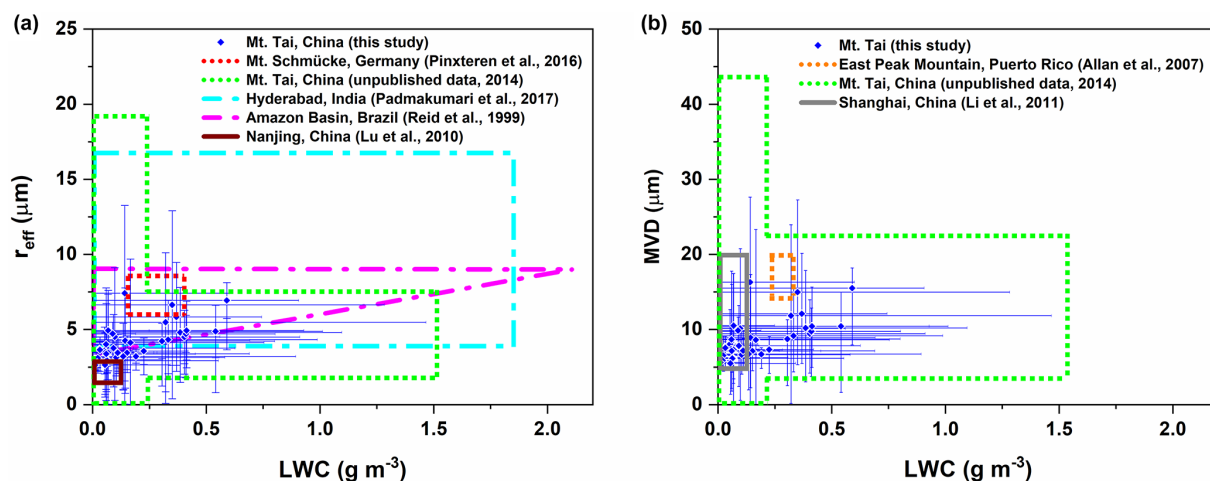 (a)
25
20
15
10
5
0
r_eff (μm)
Mt. Tai, China (this study)
Mt. Schmücke, Germany (Pinxteren et al., 2016)
Mt. Tai, China (unpublished data, 2014)
Hyderabad, India (Padmakumari et al., 2017)
Amazon Basin, Brazil (Reid et al., 1999)
Nanjing, China (Lu et al., 2010)
0.0 0.5 1.0 1.5 2.0
LWC (g m⁻³)
(b)
50
40
30
20
10
0
MVD (μm)
Mt. Tai (this study)
East Peak Mountain, Puerto Rico (Allan et al., 2007)
Mt. Tai, China (unpublished data, 2014)
Shanghai, China (Li et al., 2011)
0.0 0.5 1.0 1.5 2.0
LWC (g m⁻³)